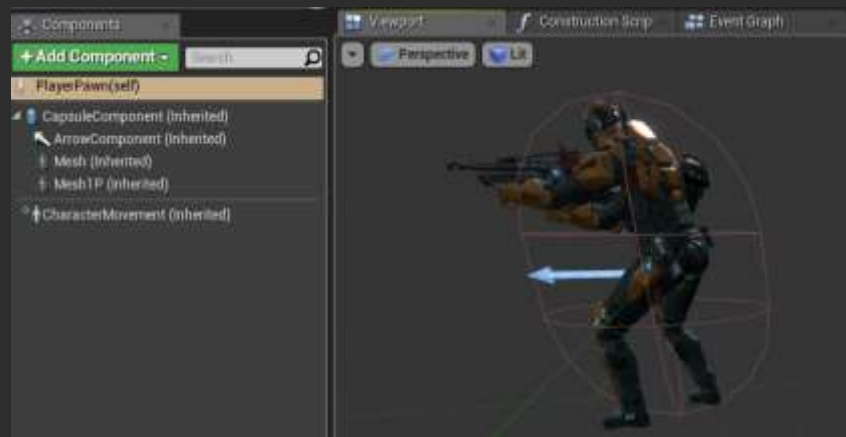 Components
+ Add Component
Search
PlayerPawn(self)
CapsuleComponent (Inherited)
ArrowComponent (Inherited)
Mesh (Inherited)
Mesh1P (Inherited)
CharacterMovement (Inherited)
Viewport
Construction Scrip
Event Graph
Perspective
Lit